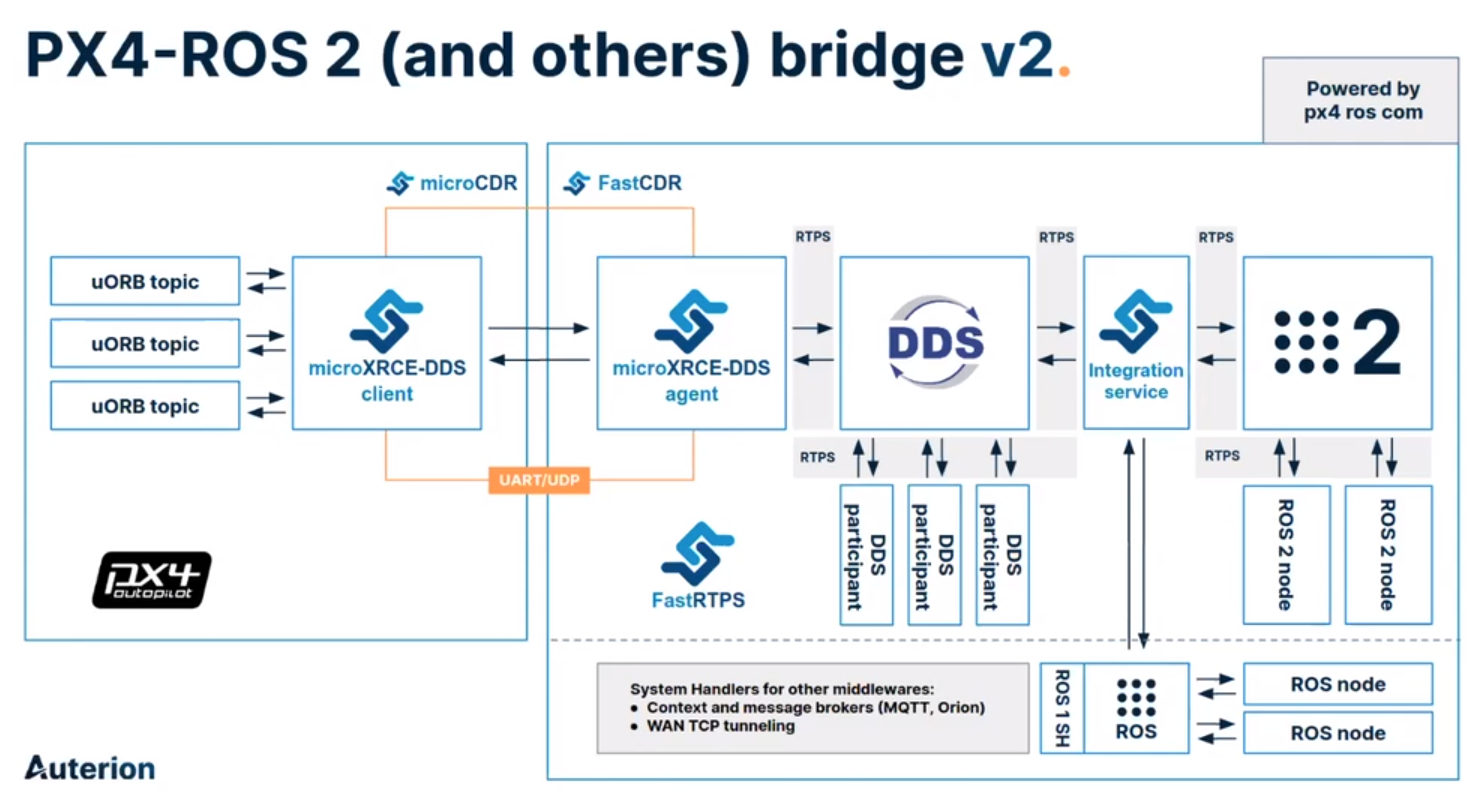 PX4-ROS 2 (and others) bridge v2.
Powered by
px4 ros com
microCDR
FastCDR
uORB topic
uORB topic
uORB topic
microXRCE-DDS
client
microXRCE-DDS
agent
UART/UDP
RTPS
DDS
RTPS
Integration
service
RTPS
2
RTPS
DDS
participant
DDS
participant
DDS
participant
RTPS
ROS 2 node
ROS 2 node
px4
autopilot
FastRTPS
System Handlers for other middlewares:
● Context and message brokers (MQTT, Orion)
● WAN TCP tunneling
ROS 1 SH
ROS
ROS node
ROS node
Auterion